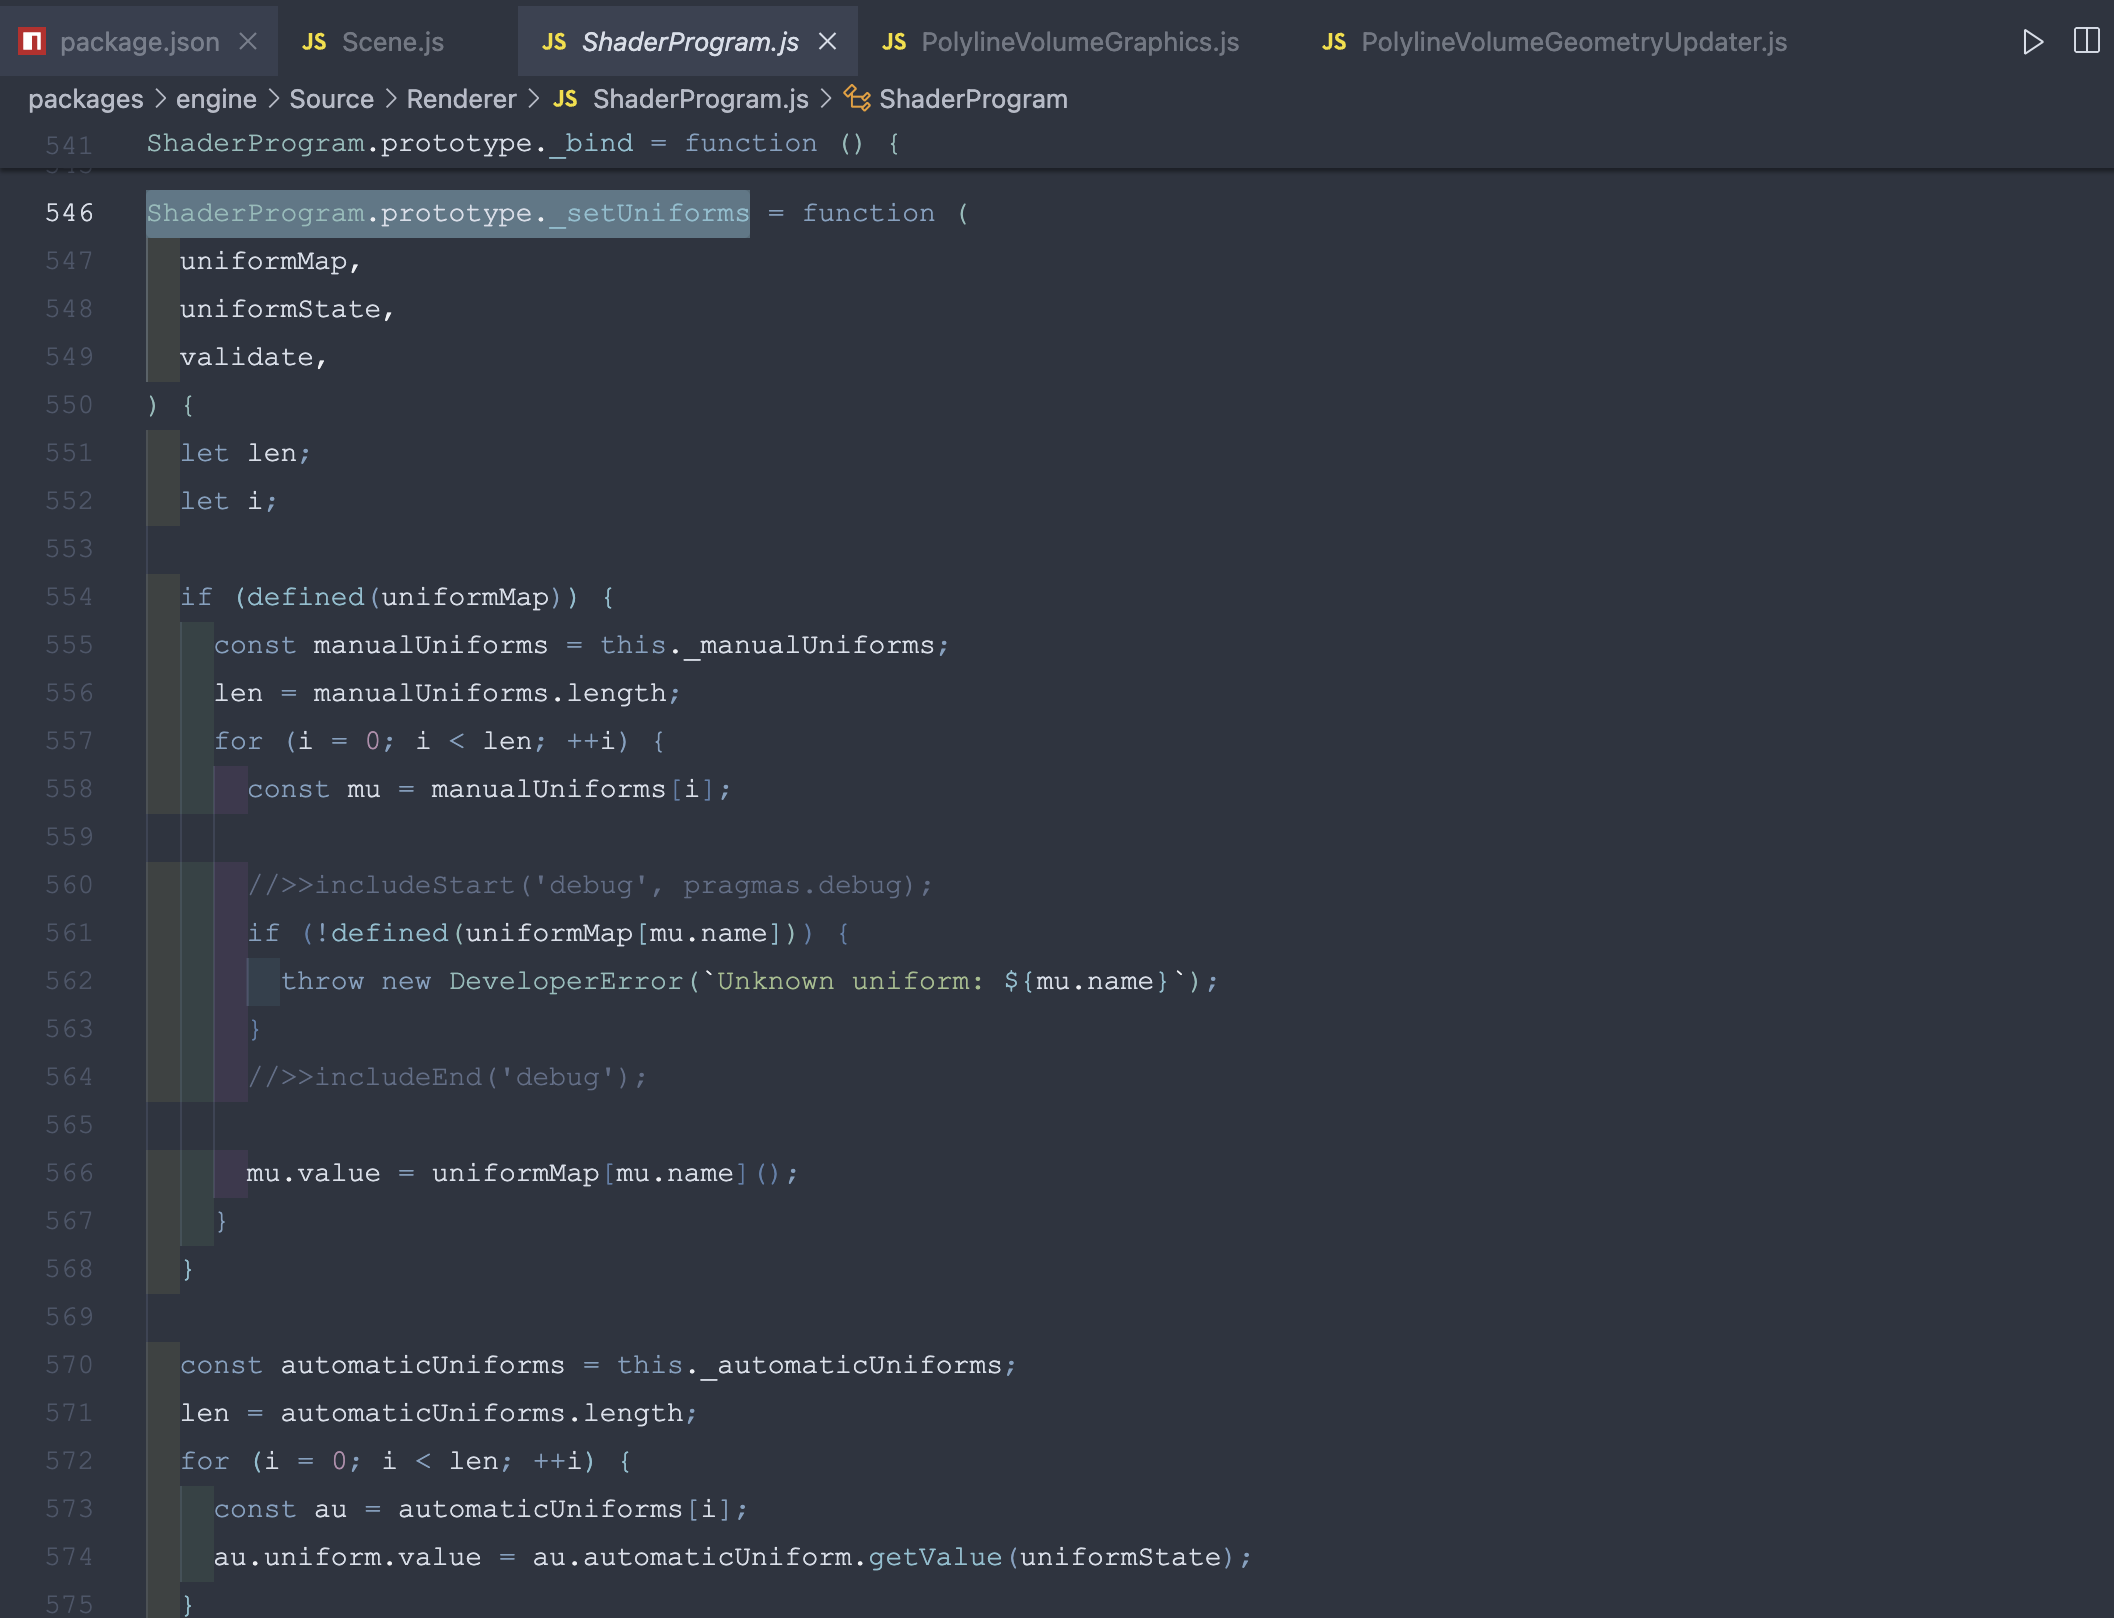 package.json JS Scene.js JS ShaderProgram.js JS PolylineVolumeGraphics.js JS PolylineVolumeGeometryUpdater.js
packages > engine > Source > Renderer > JS ShaderProgram.js > ShaderProgram
541 ShaderProgram.prototype._bind = function () {
546 ShaderProgram.prototype._setUniforms = function (
547 uniformMap,
548 uniformState,
549 validate,
550 ) {
551 let len;
552 let i;
553
554 if (defined(uniformMap)) {
555 const manualUniforms = this._manualUniforms;
556 len = manualUniforms.length;
557 for (i = 0; i < len; ++i) {
558 const mu = manualUniforms[i];
559
560 //>>includeStart('debug', pragmas.debug);
561 if (!defined(uniformMap[mu.name])) {
562 throw new DeveloperError(`Unknown uniform: ${mu.name}`);
563 }
564 //>>includeEnd('debug');
565
566 mu.value = uniformMap[mu.name]();
567 }
568 }
569
570 const automaticUniforms = this._automaticUniforms;
571 len = automaticUniforms.length;
572 for (i = 0; i < len; ++i) {
573 const au = automaticUniforms[i];
574 au.uniform.value = au.automaticUniform.getValue(uniformState);
575 }